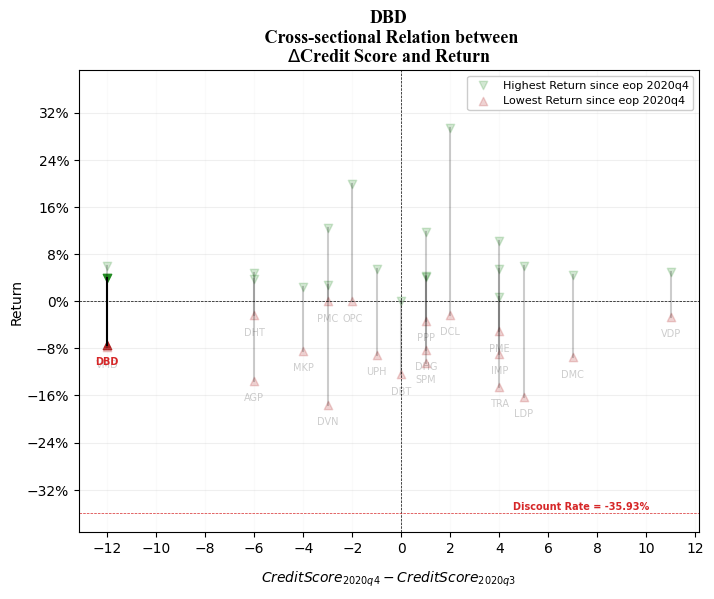 DBD
Cross-sectional Relation between
ΔCredit Score and Return
Highest Return since eop 2020q4
Lowest Return since eop 2020q4
32%
24%
16%
8%
0%
−8%
−16%
−24%
−32%
Return
PMC
OPC
DHT
DCL
PPP
VDP
PME
DBD
MKP
UPH
IMP
DMC
SPM
AGP
DBT
TRA
LDP
DVN
Discount Rate = -35.93%
−12
−10
−8
−6
−4
−2
0
2
4
6
8
10
12
CreditScore2020q4 − CreditScore2020q3